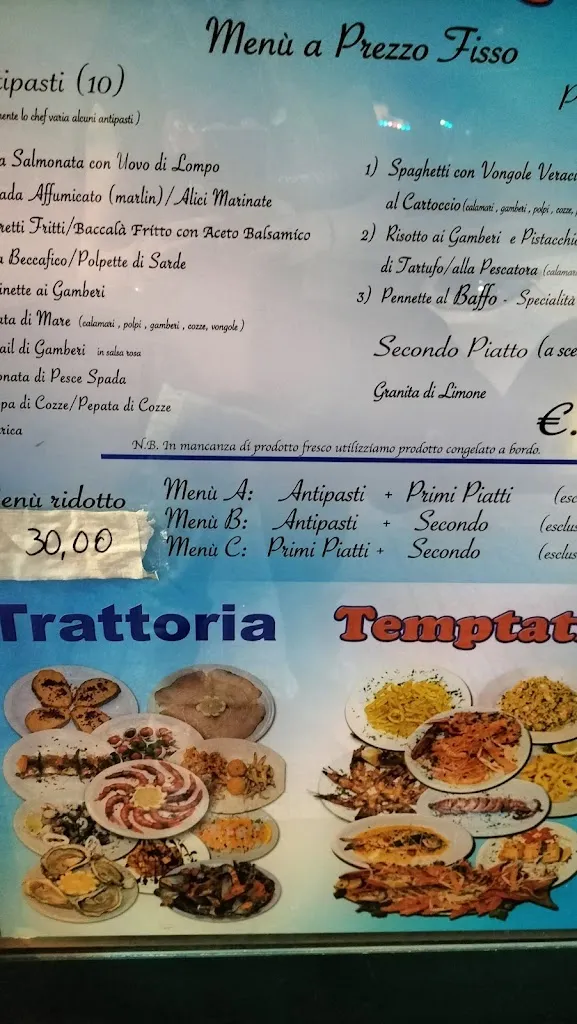 Menù a Prezzo Fisso
tipasti (10)
mente lo chef varia alcuni antipasti)
a Salmonata con Uovo di Lompo
ada Affumicato (marlin)/Alici Marinate
retti Fritti/Baccalà Fritto con Aceto Balsamico
a Beccafico/Polpette di Sarde
inette ai Gamberi
ata di Mare (calamari, polpi, gamberi, cozze, vongole)
ail di Gamberi in salsa rosa
onata di Pesce Spada
pa di Cozze/Pepata di Cozze
rica
P
1) Spaghetti con Vongole Veraci
al Cartoccio (calamari, gamberi, polpi, cozze,
2) Risotto ai Gamberi e Pistacchio
di Tartufo/alla Pescatora (calamar
3) Pennette al Baffo - Specialità
Secondo Piatto (a sce
Granita di Limone
€.
N.B. In mancanza di prodotto fresco utilizziamo prodotto congelato a bordo.
enù ridotto
30,00
Menù A: Antipasti + Primi Piatti (esc
Menù B: Antipasti + Secondo (esclus
Menù C: Primi Piatti + Secondo (esclus
Trattoria Temptat